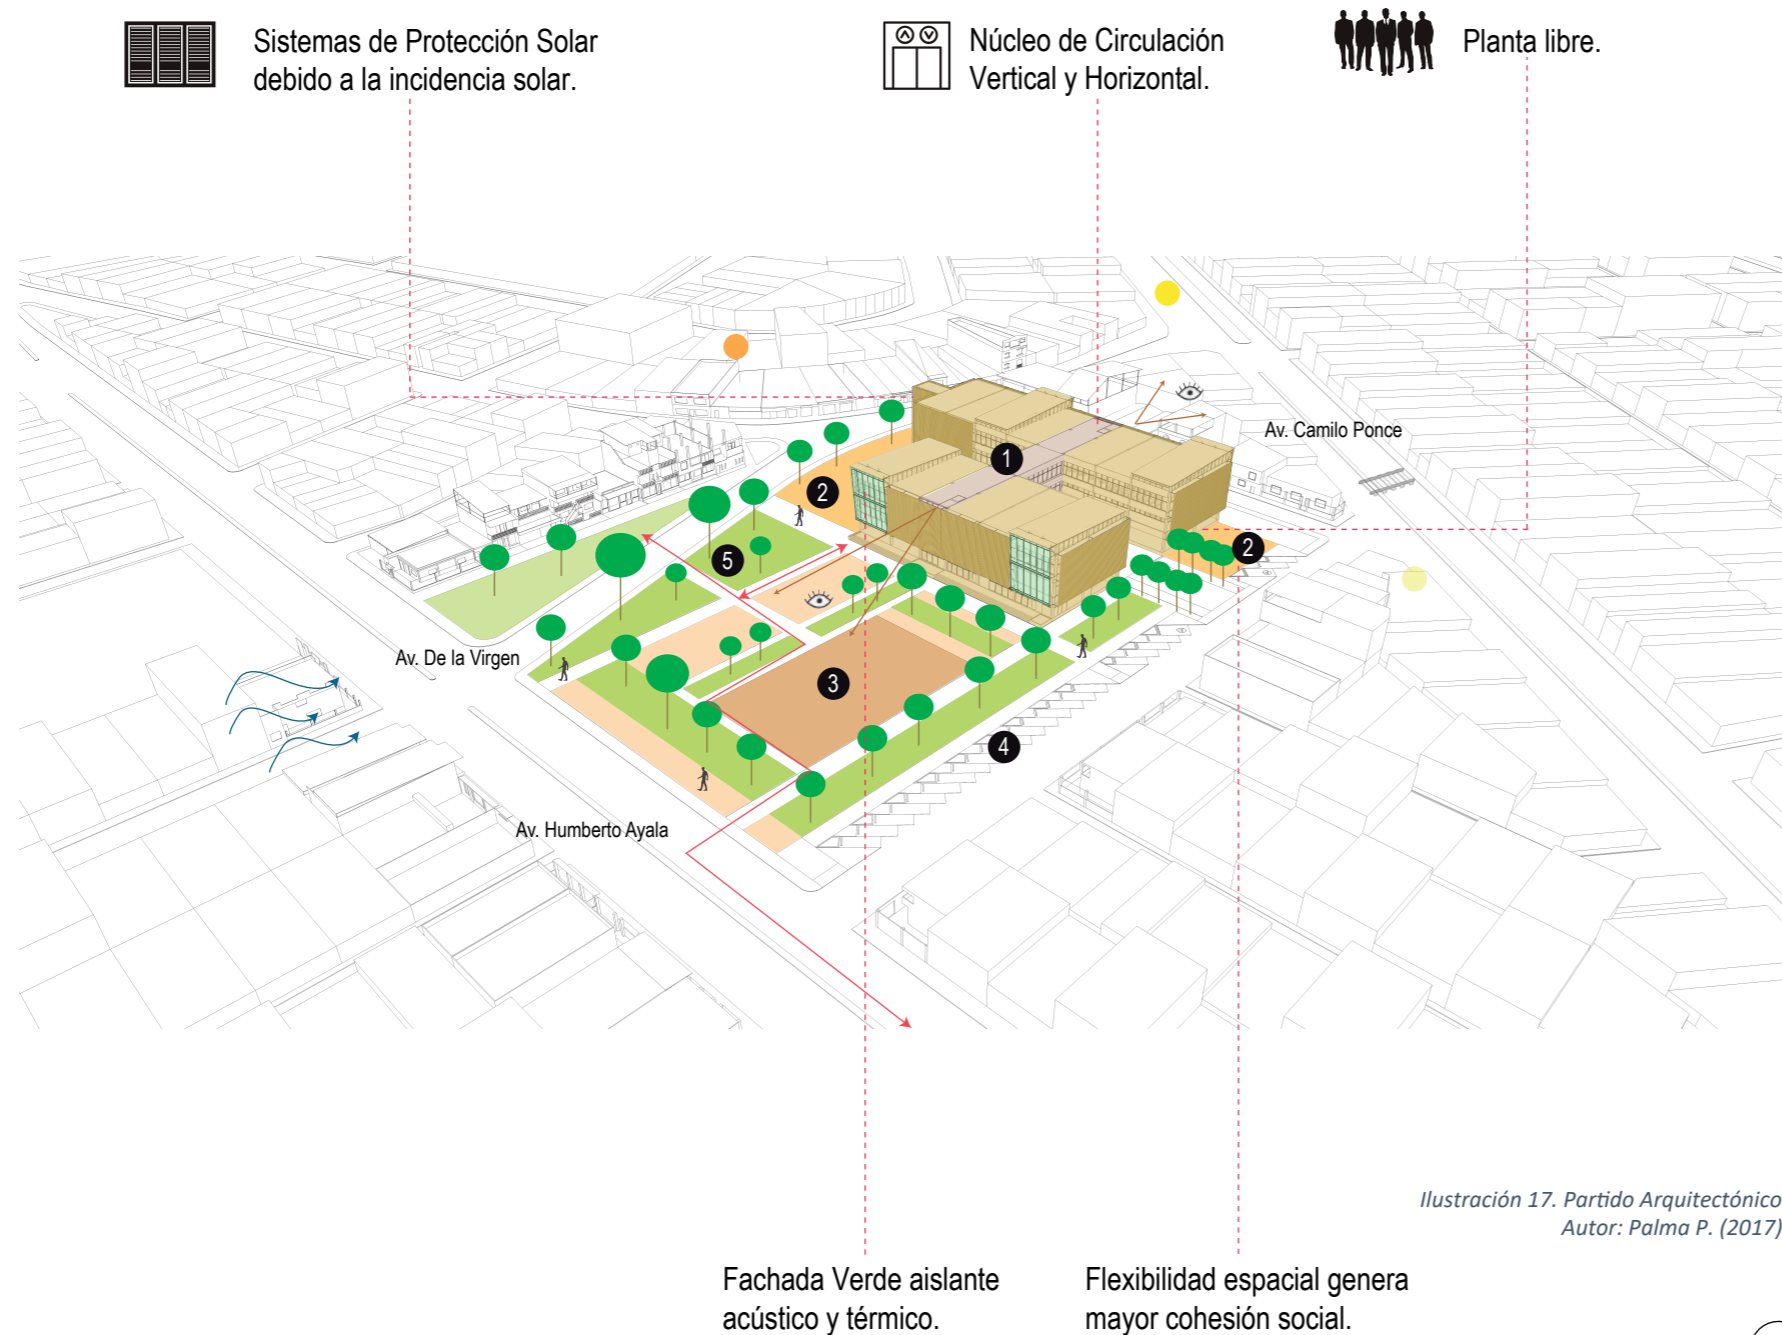 Sistemas de Protección Solar
debido a la incidencia solar.
Núcleo de Circulación
Vertical y Horizontal.
Planta libre.
Av. Camilo Ponce
1
2
2
5
Av. De la Virgen
3
4
Av. Humberto Ayala
Ilustración 17. Partido Arquitectónico
Autor: Palma P. (2017)
Fachada Verde aislante
acústico y térmico.
Flexibilidad espacial genera
mayor cohesión social.